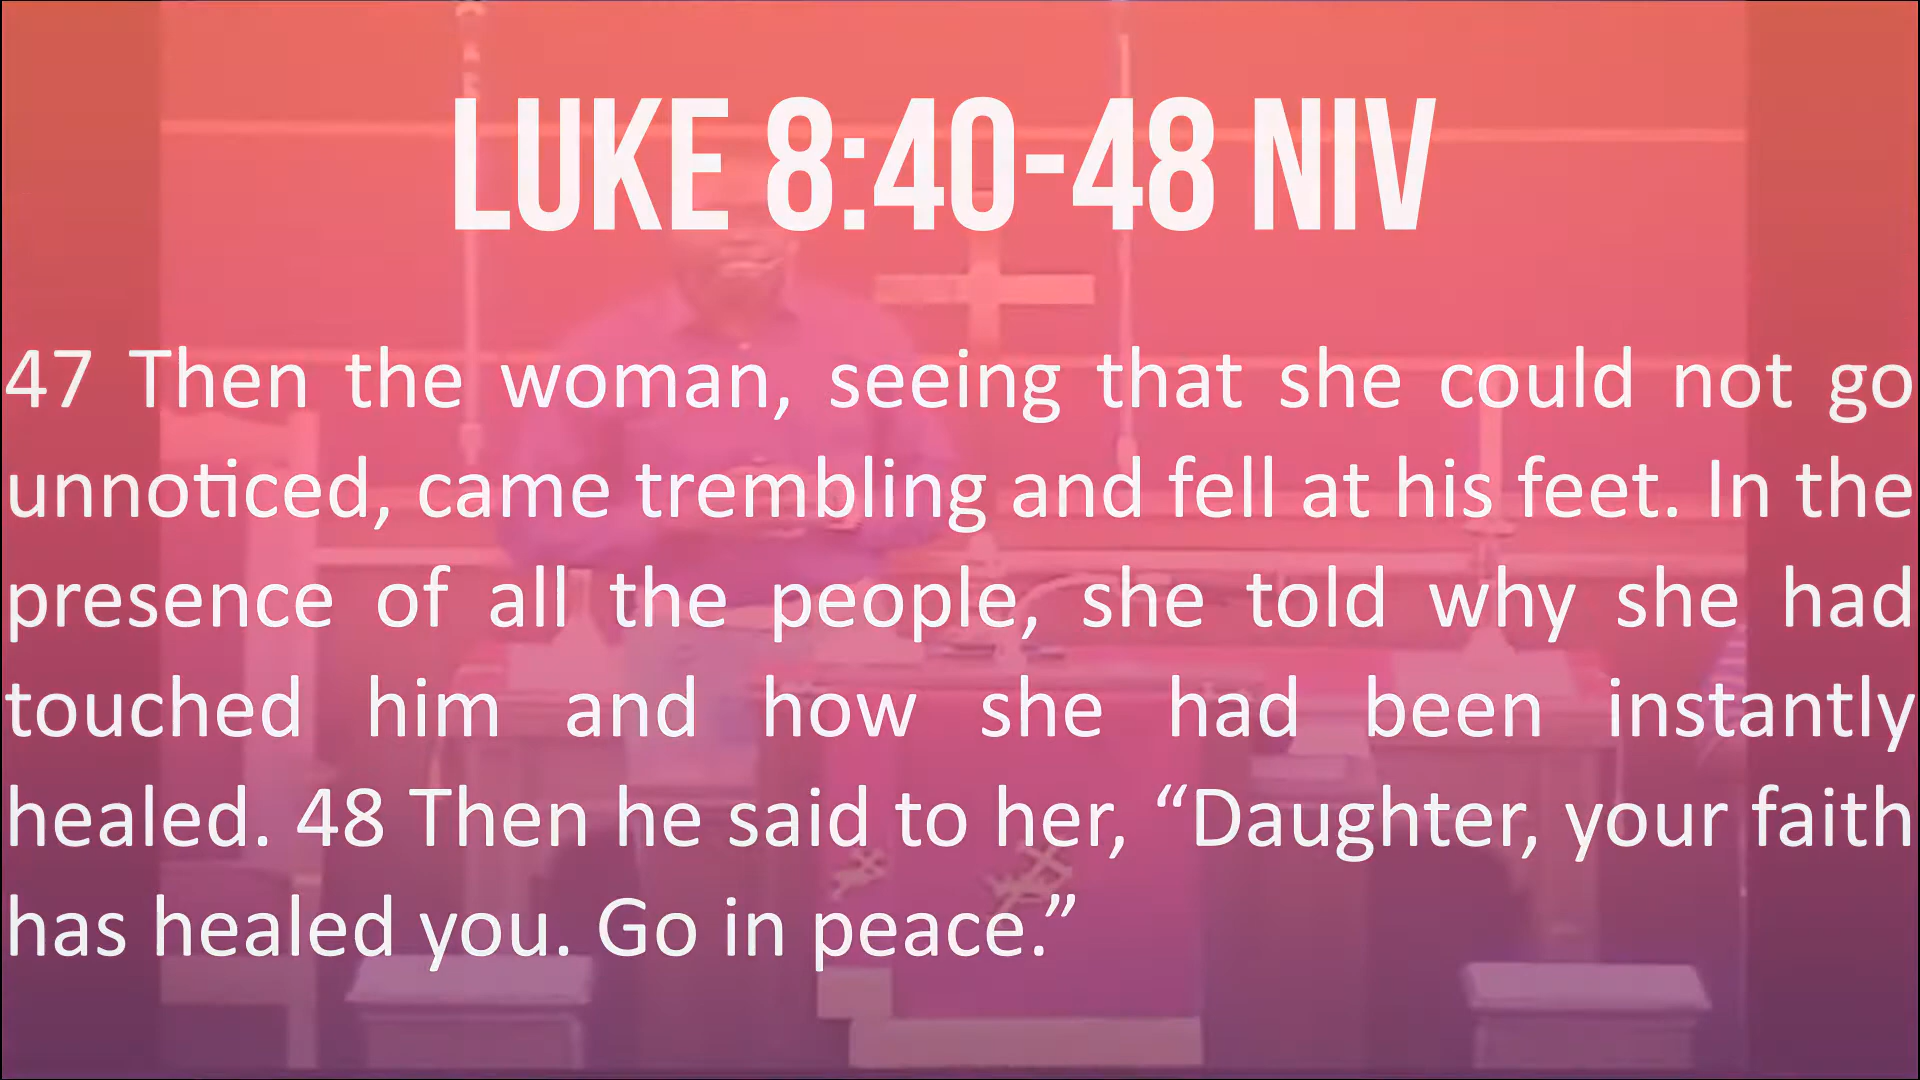 LUKE 8:40-48 NIV
47 Then the woman, seeing that she could not go
unnoticed, came trembling and fell at his feet. In the
presence of all the people, she told why she had
touched him and how she had been instantly
healed. 48 Then he said to her, “Daughter, your faith
has healed you. Go in peace.”